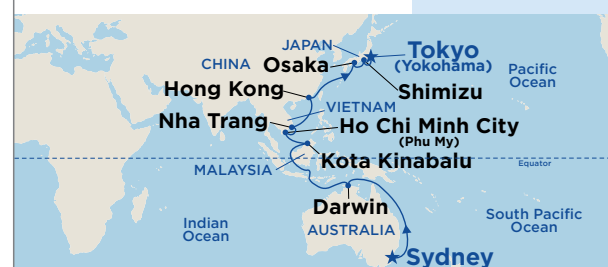 JAPAN
Tokyo
(Yokohama)
CHINA
Osaka
Pacific
Ocean
Hong Kong
Shimizu
VIETNAM
Nha Trang
Ho Chi Minh City
(Phu My)
Kota Kinabalu
MALAYSIA
Equator
Darwin
Indian
Ocean
AUSTRALIA
South Pacific
Ocean
Sydney